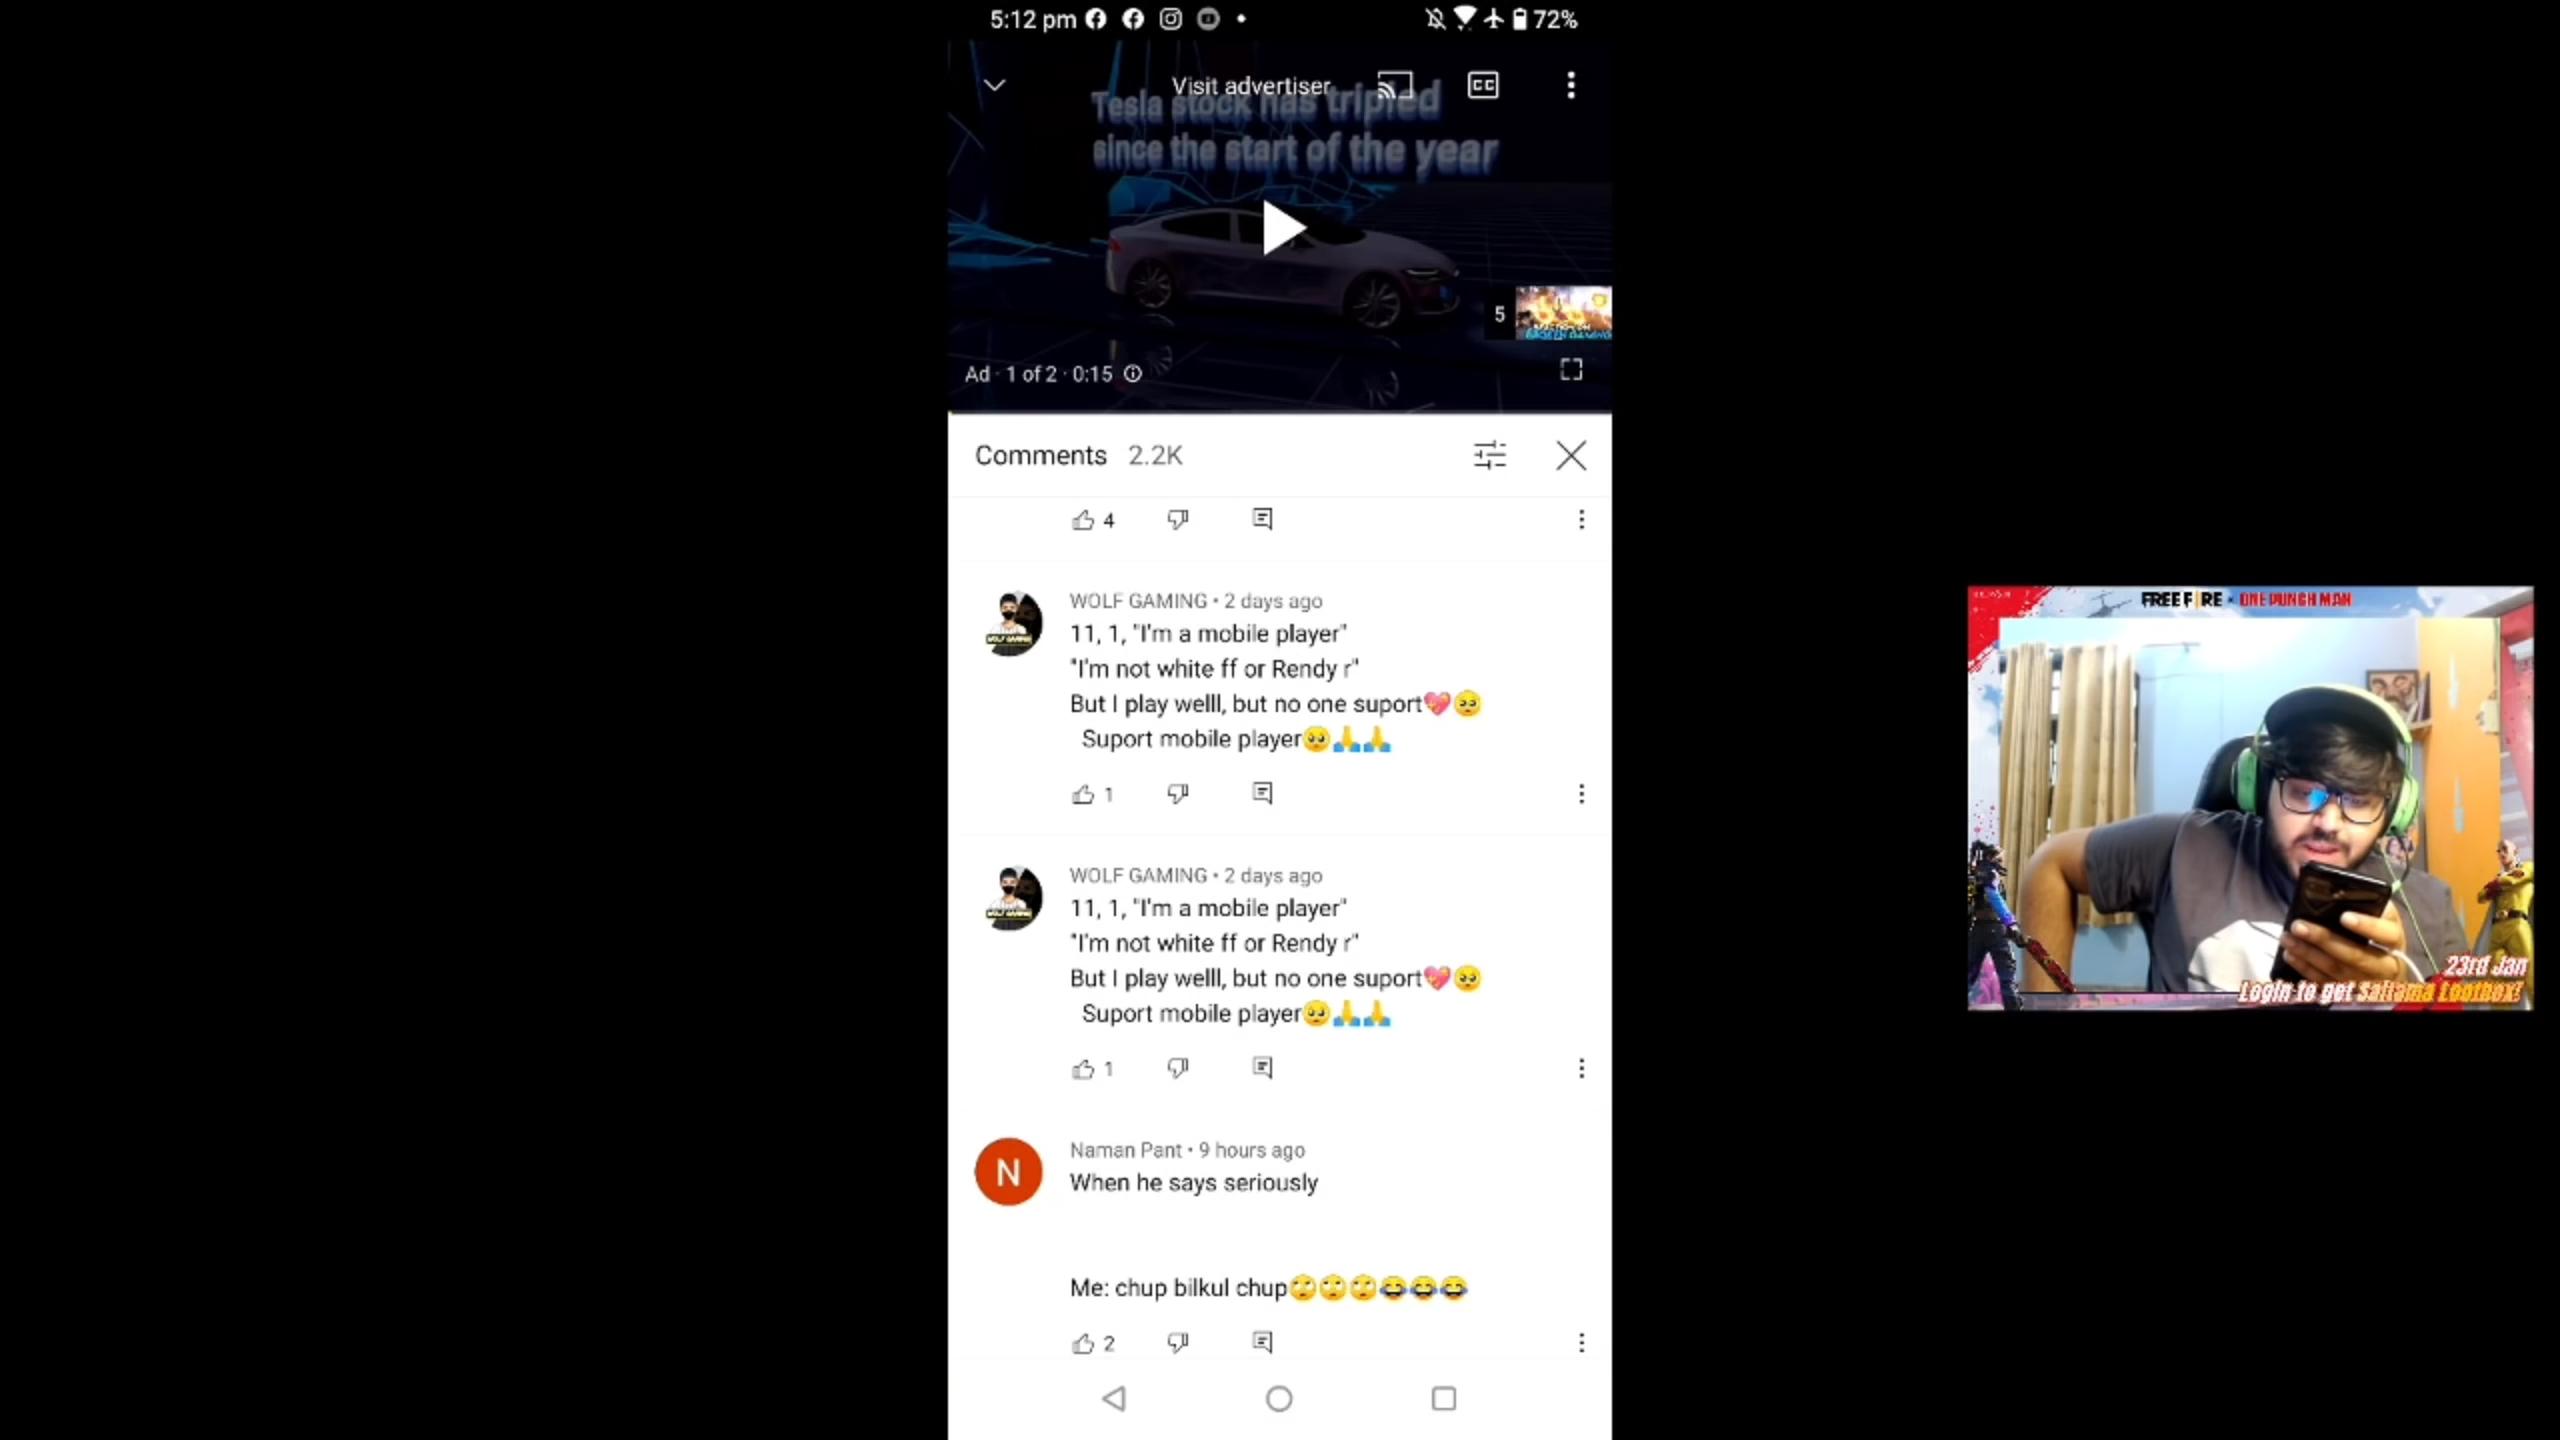 5:12 pm
72%
Visit advertiser
Tesla stock has tripled
since the start of the year
5
Ad · 1 of 2 · 0:15
Comments 2.2K
4
WOLF GAMING • 2 days ago
11, 1, "I'm a mobile player"
"I'm not white ff or Rendy r"
But I play welll, but no one suport💖🥺
Suport mobile player🥺🙏🙏
1
WOLF GAMING • 2 days ago
11, 1, "I'm a mobile player"
"I'm not white ff or Rendy r"
But I play welll, but no one suport💖🥺
Suport mobile player🥺🙏🙏
1
N
Naman Pant • 9 hours ago
When he says seriously
Me: chup bilkul chup🙄🙄🙄😂😂😂
2
FREE FIRE × ONE PUNCH MAN
23rd Jan
Login to get Saitama Lootbox!